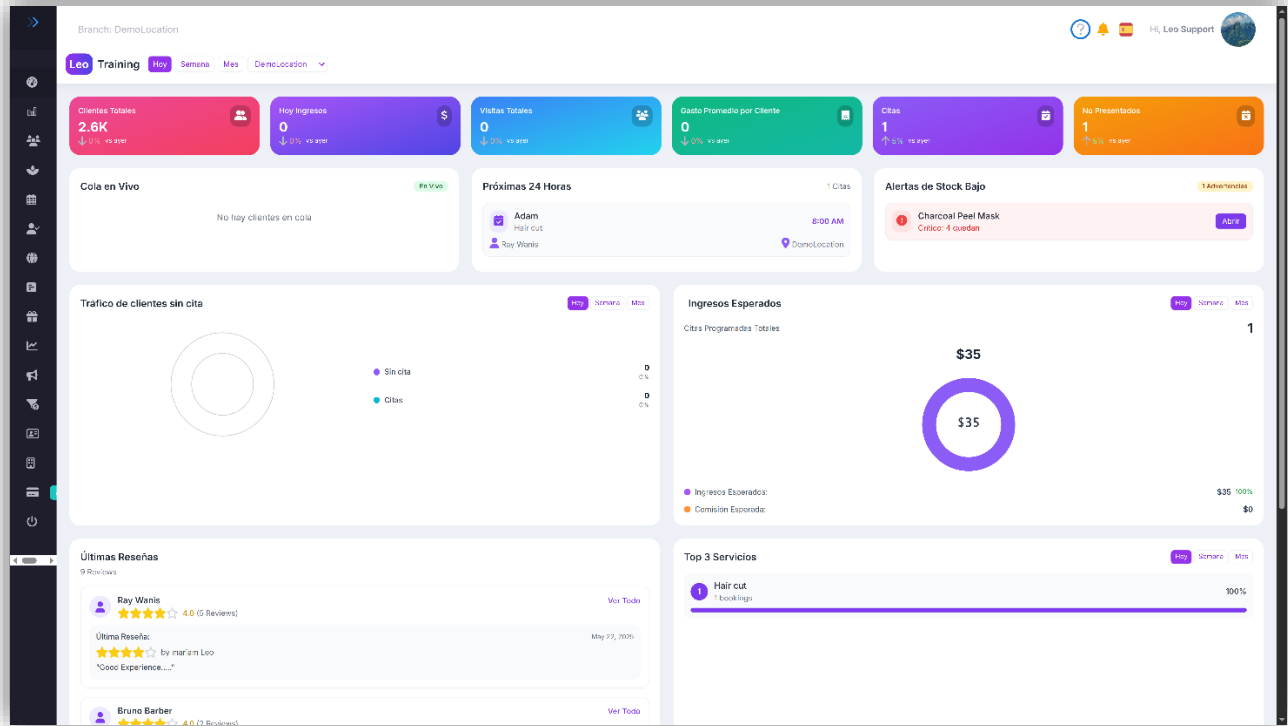 Branch: DemoLocation
?
Hi, Leo Support
Leo Training
Hoy Semana Mes DemoLocation
Clientes Totales
2.6K
0% vs ayer
Hoy Ingresos
$
0
0% vs ayer
Visitas Totales
0
0% vs ayer
Gasto Promedio por Cliente
0
0% vs ayer
Citas
1
5% vs ayer
No Presentados
1
5% vs ayer
Cola en Vivo
En Vivo
No hay clientes en cola
Próximas 24 Horas
1 Citas
Adam
Hair cut
8:00 AM
Ray Wanis
DemoLocation
Alertas de Stock Bajo
1 Advertencias
Charcoal Peel Mask
Crítico: 4 quedan
Abrir
Tráfico de clientes sin cita
Hoy Semana Mes
Sin cita
0
0%
Citas
0
0%
Ingresos Esperados
Hoy Semana Mes
Citas Programadas Totales
1
$35
$35
Ingresos Esperados:
$35 100%
Comisión Esperada:
$0
Últimas Reseñas
9 Reviews
Ray Wanis
Ver Todo
4.0 (5 Reviews)
Última Reseña:
May 22, 2025
by mariam Leo
"Good Experience....."
Bruno Barber
Ver Todo
4.0 (2 Reviews)
Top 3 Servicios
Hoy Semana Mes
1
Hair cut
1 bookings
100%